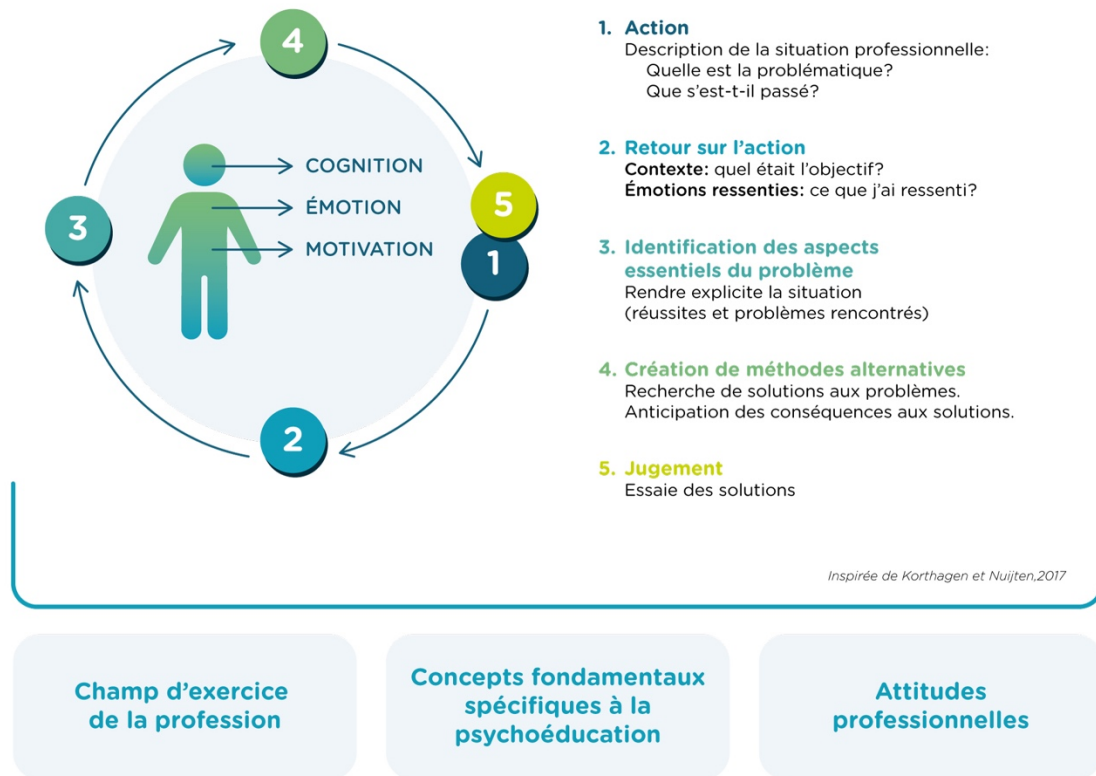 4
3
5
1
2
COGNITION
ÉMOTION
MOTIVATION
1. Action
Description de la situation professionnelle:
Quelle est la problématique?
Que s'est-t-il passé?
2. Retour sur l'action
Contexte: quel était l'objectif?
Émotions ressenties: ce que j'ai ressenti?
3. Identification des aspects
essentiels du problème
Rendre explicite la situation
(réussites et problèmes rencontrés)
4. Création de méthodes alternatives
Recherche de solutions aux problèmes.
Anticipation des conséquences aux solutions.
5. Jugement
Essaie des solutions
Inspirée de Korthagen et Nuijten,2017
Champ d'exercice
de la profession
Concepts fondamentaux
spécifiques à la
psychoéducation
Attitudes
professionnelles